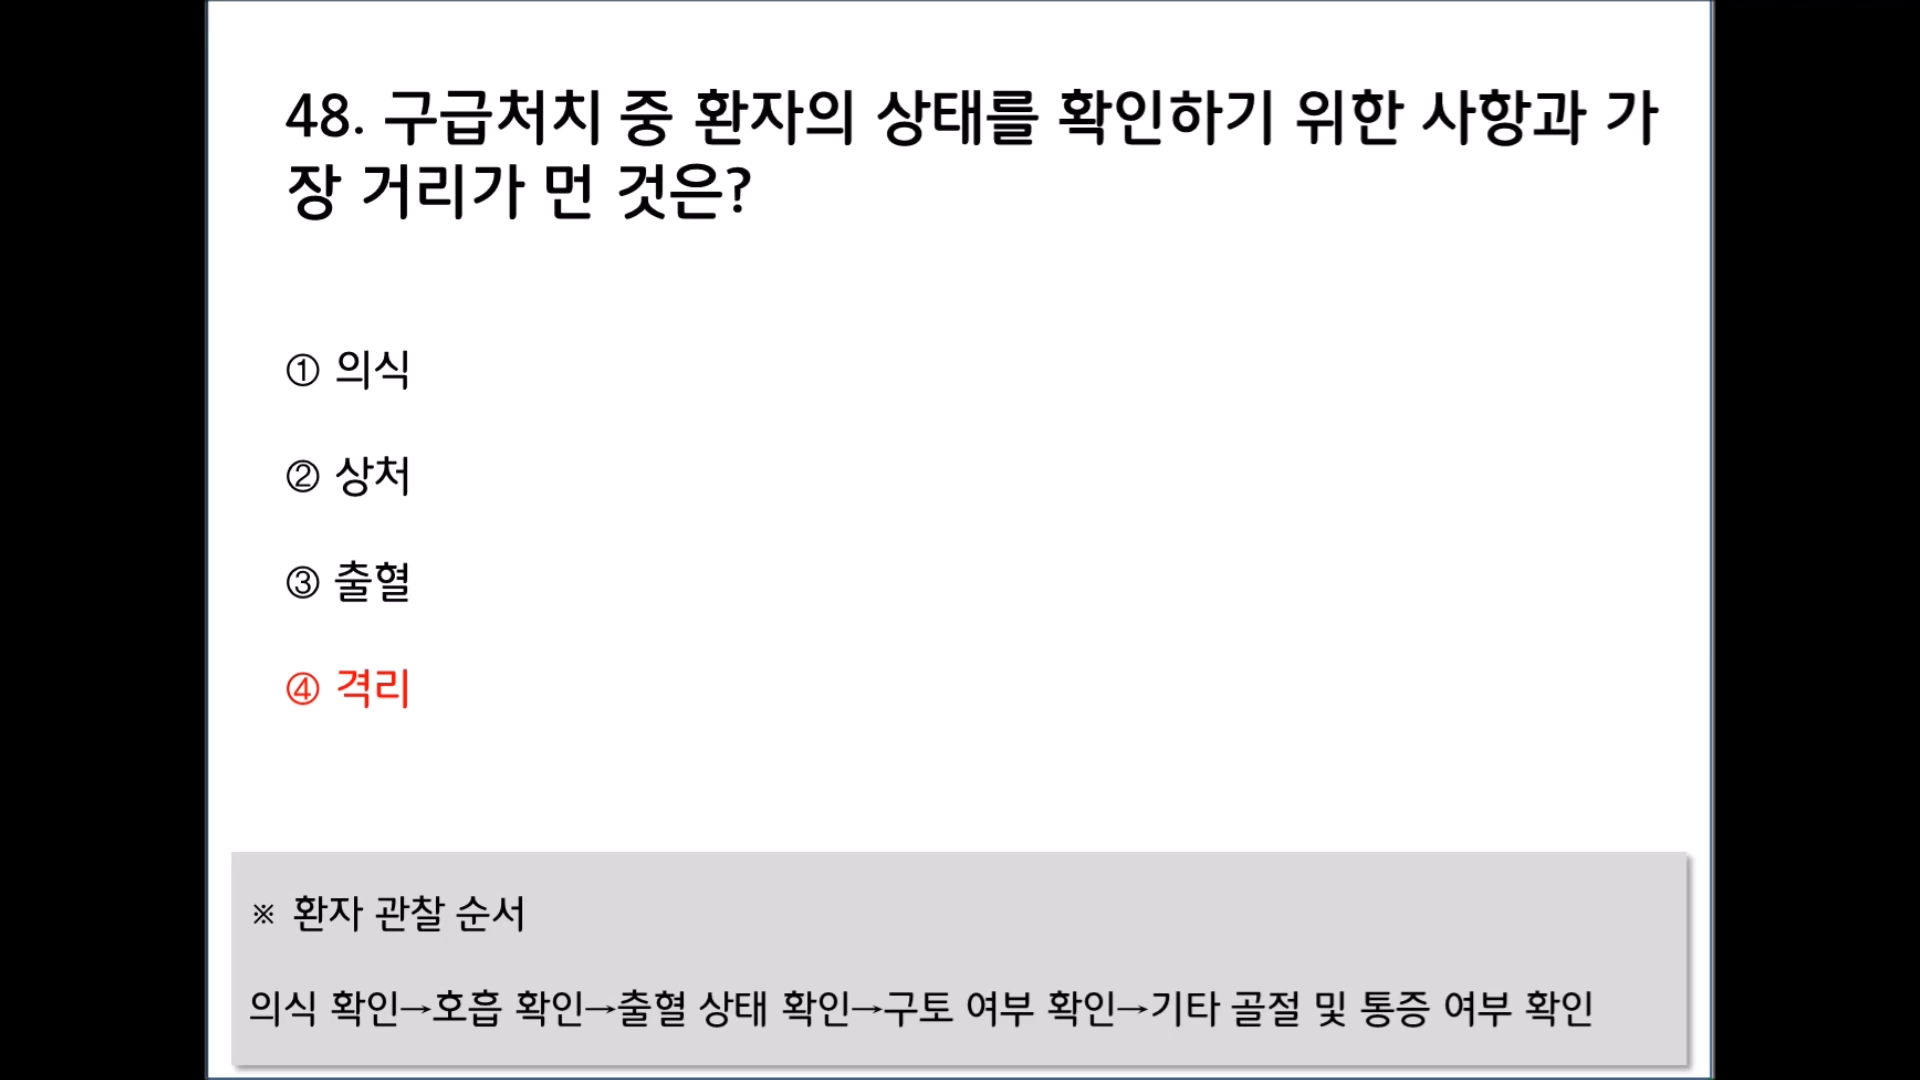 48. 구급처치 중 환자의 상태를 확인하기 위한 사항과 가
장 거리가 먼 것은?
① 의식
② 상처
③ 출혈
④ 격리
※ 환자 관찰 순서
의식 확인→호흡 확인→출혈 상태 확인→구토 여부 확인→기타 골절 및 통증 여부 확인